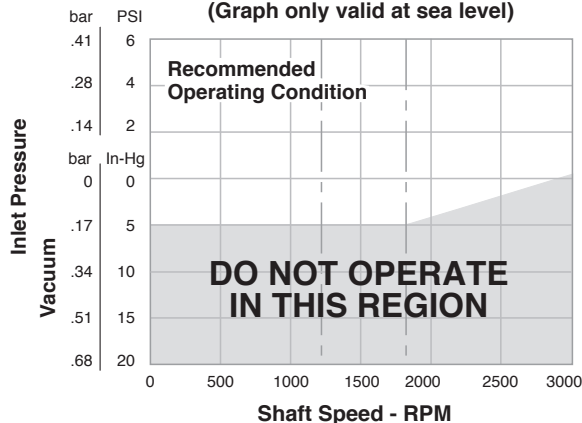 (Graph only valid at sea level)
bar PSI
.41 6
.28 4
.14 2
bar In-Hg
0 0
.17 5
.34 10
.51 15
.68 20
Inlet Pressure
Vacuum
Recommended
Operating Condition
DO NOT OPERATE
IN THIS REGION
0 500 1000 1500 2000 2500 3000
Shaft Speed - RPM